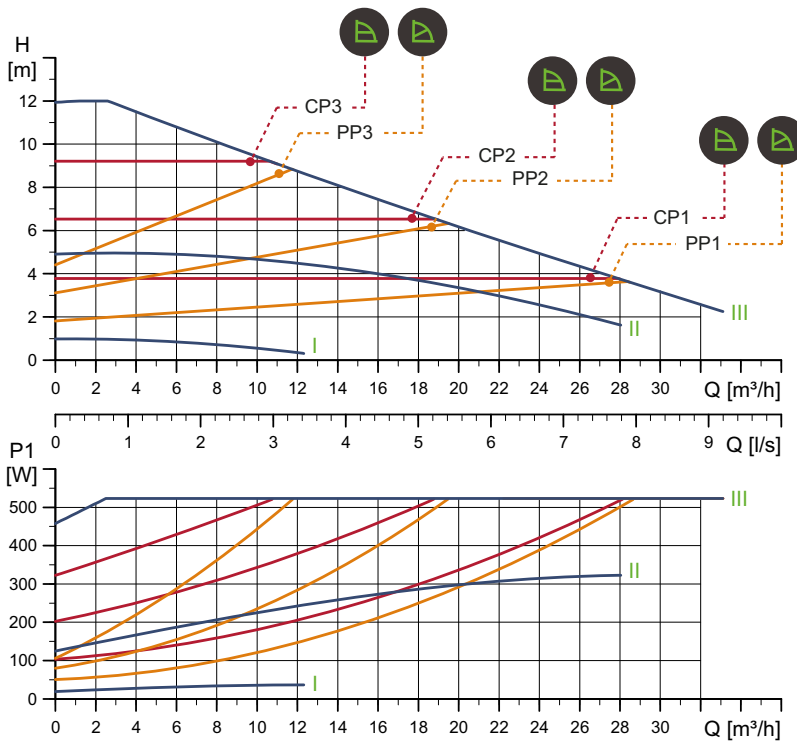 H
[m]
12
10
8
6
4
2
0
CP3
PP3
CP2
PP2
CP1
PP1
III
II
I
0 2 4 6 8 10 12 14 16 18 20 22 24 26 28 30 Q [m³/h]
0 1 2 3 4 5 6 7 8 9 Q [l/s]
P1
[W]
500
400
300
200
100
0
III
II
I
0 2 4 6 8 10 12 14 16 18 20 22 24 26 28 30 Q [m³/h]